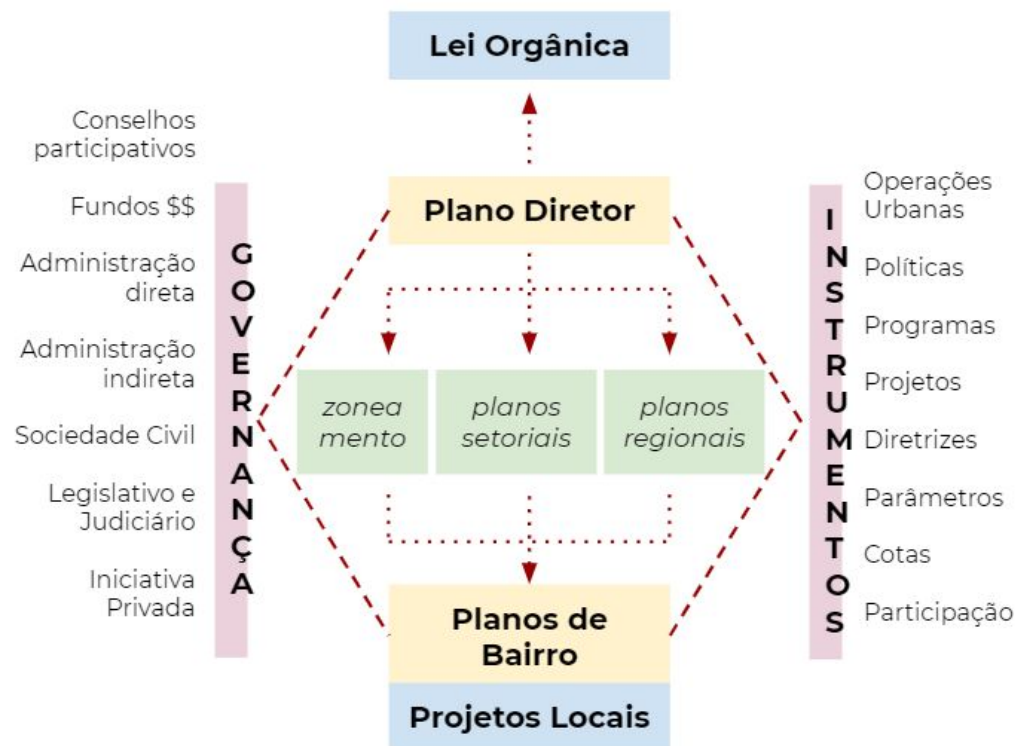 Lei Orgânica
Conselhos
participativos
Fundos $$
Administração
direta
Administração
indireta
Sociedade Civil
Legislativo e
Judiciário
Iniciativa
Privada
GOVERNANÇA
Plano Diretor
zonea
mento
planos
setoriais
planos
regionais
Planos de
Bairro
Projetos Locais
INSTRUMENTOS
Operações
Urbanas
Políticas
Programas
Projetos
Diretrizes
Parâmetros
Cotas
Participação